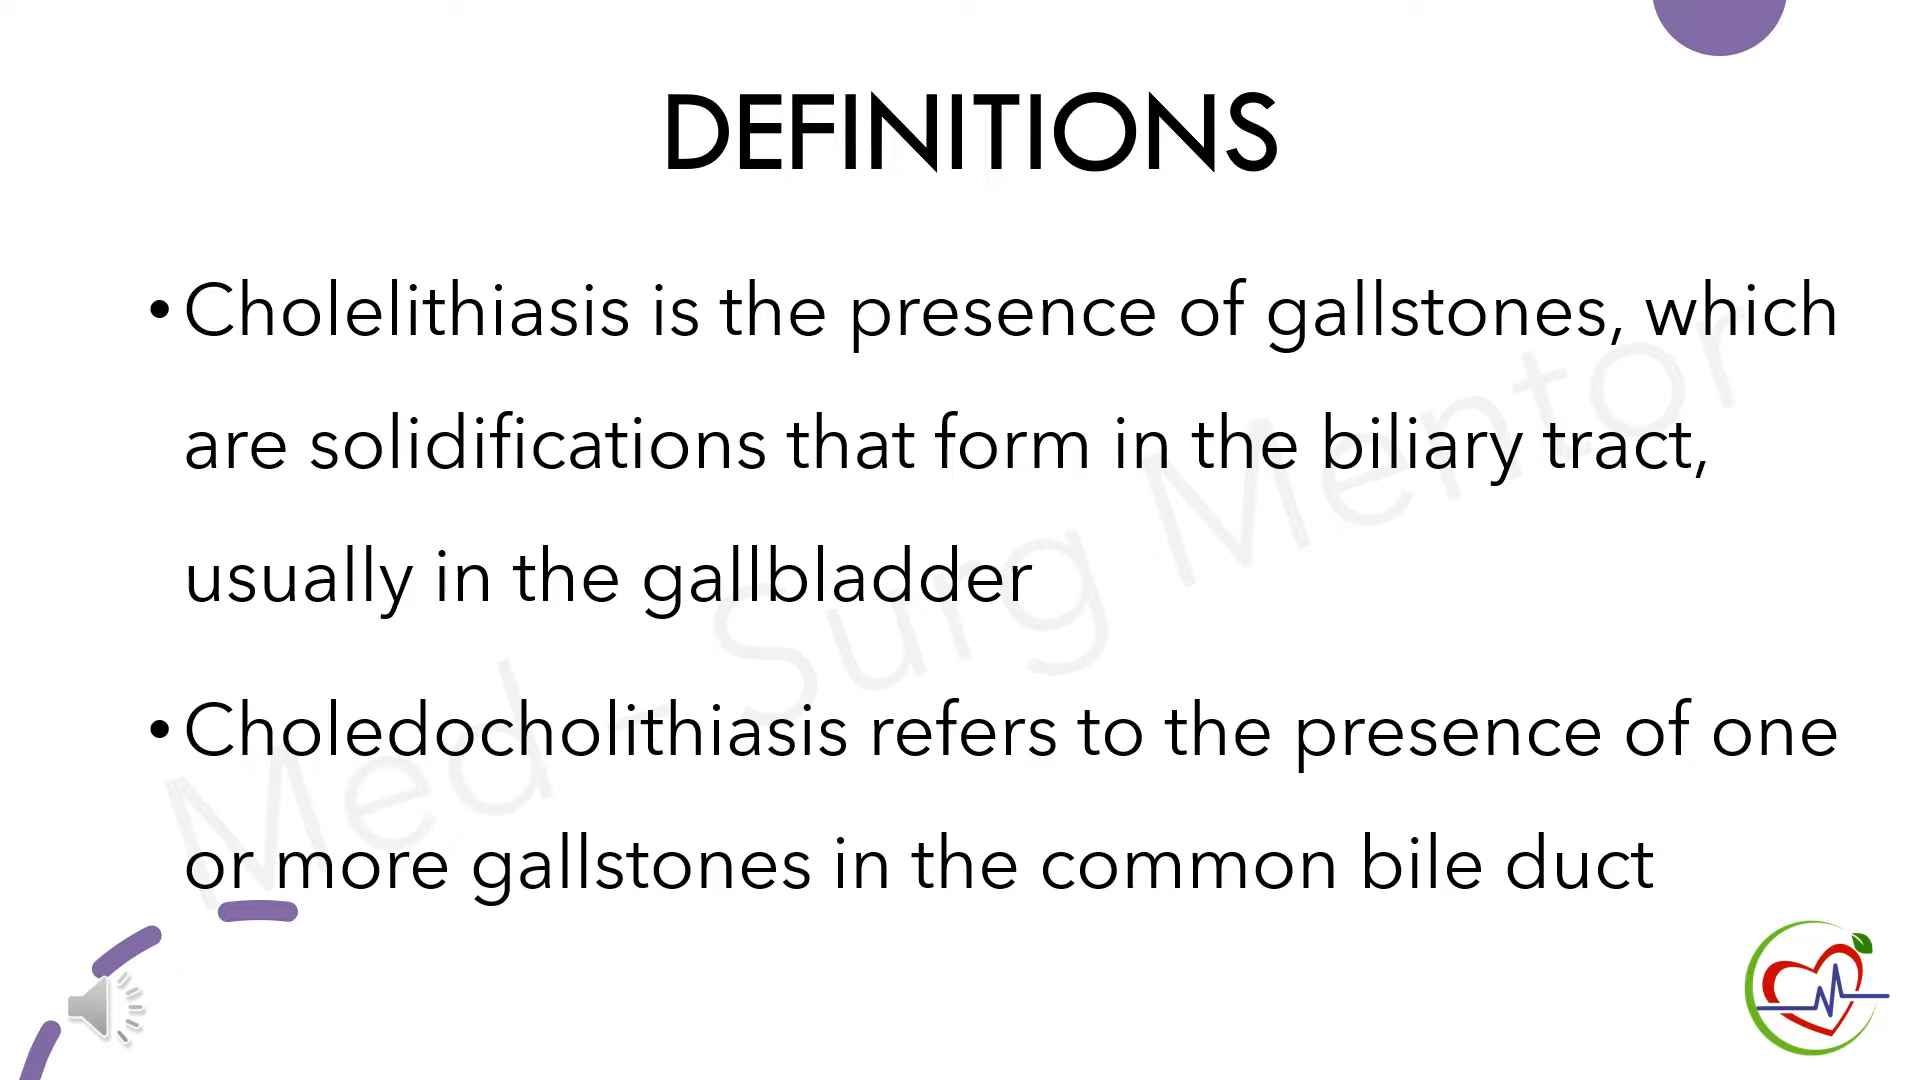 DEFINITIONS
• Cholelithiasis is the presence of gallstones, which
are solidifications that form in the biliary tract,
usually in the gallbladder
• Choledocholithiasis refers to the presence of one
or more gallstones in the common bile duct
Med - Surg Mentor